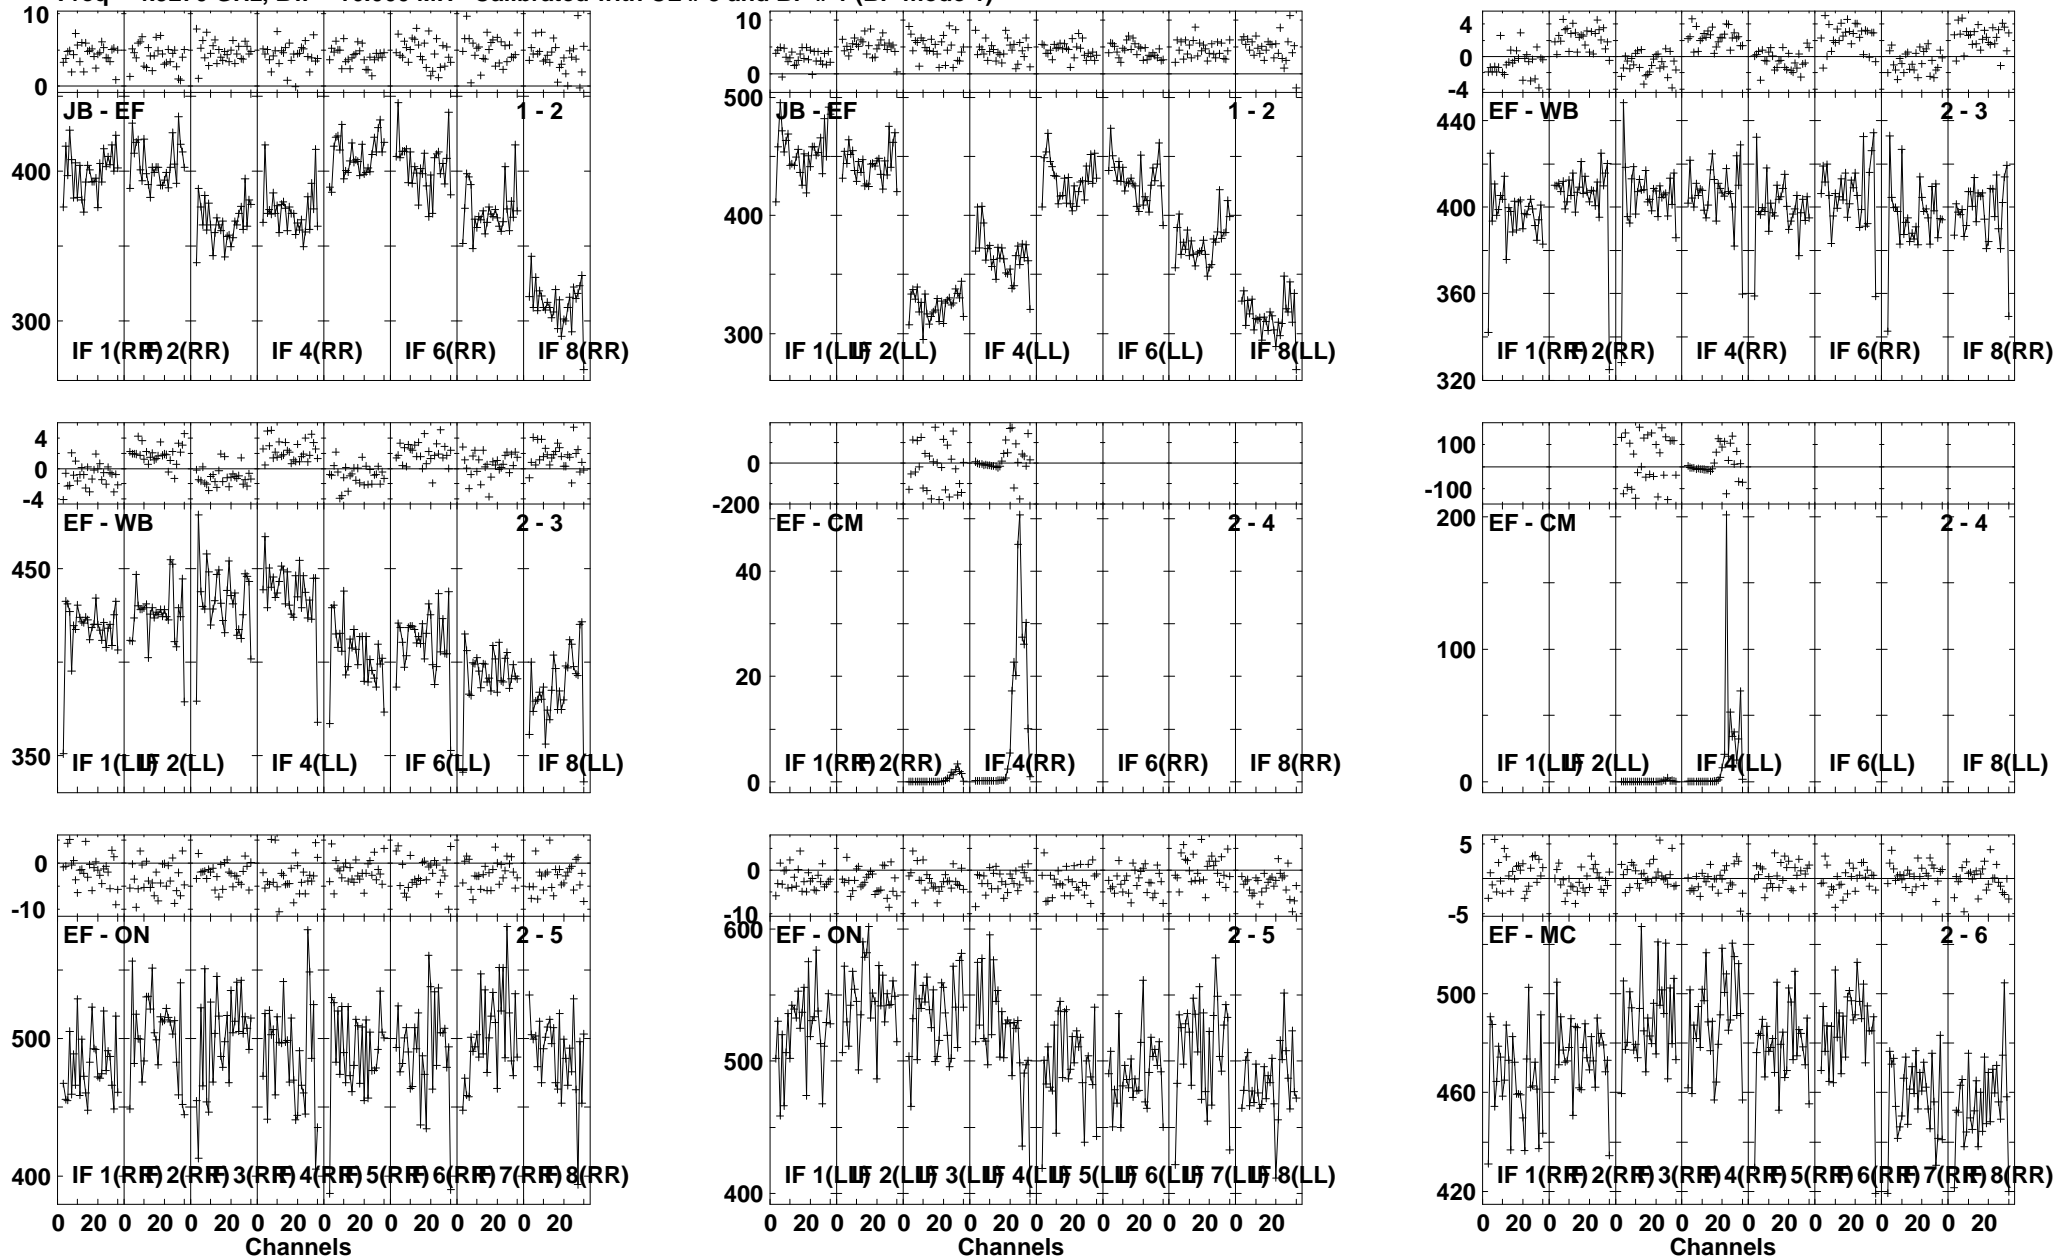 10
5
0
JB - EF
1 - 2
400
300
IF 1(RR)
IF 2(RR)
IF 4(RR)
IF 6(RR)
IF 8(RR)
10
0
500
JB - EF
1 - 2
400
300
IF 1(LL)
IF 2(LL)
IF 4(LL)
IF 6(LL)
IF 8(LL)
4
0
-4
EF - WB
2 - 3
440
400
360
320
IF 1(RR)
IF 2(RR)
IF 4(RR)
IF 6(RR)
IF 8(RR)
4
0
-4
EF - WB
2 - 3
450
350
IF 1(LL)
IF 2(LL)
IF 4(LL)
IF 6(LL)
IF 8(LL)
0
-200
EF - CM
2 - 4
40
20
0
IF 1(RR)
IF 2(RR)
IF 4(RR)
IF 6(RR)
IF 8(RR)
100
-100
200
EF - CM
2 - 4
100
0
IF 1(LL)
IF 2(LL)
IF 4(LL)
IF 6(LL)
IF 8(LL)
0
-10
EF - ON
2 - 5
500
400
IF 1(RR)
IF 2(RR)
IF 3(RR)
IF 4(RR)
IF 5(RR)
IF 6(RR)
IF 7(RR)
IF 8(RR)
0 20 0 20 0 20 0 20 0 20 0 20 0 20 0 20
Channels
0
-10
600
EF - ON
2 - 5
500
400
IF 1(LL)
IF 2(LL)
IF 3(LL)
IF 4(LL)
IF 5(LL)
IF 6(LL)
IF 7(LL)
IF 8(LL)
0 20 0 20 0 20 0 20 0 20 0 20 0 20 0 20
Channels
5
0
-5
EF - MC
2 - 6
500
460
420
IF 1(RR)
IF 2(RR)
IF 3(RR)
IF 4(RR)
IF 5(RR)
IF 6(RR)
IF 7(RR)
IF 8(RR)
0 20 0 20 0 20 0 20 0 20 0 20 0 20 0 20
Channels